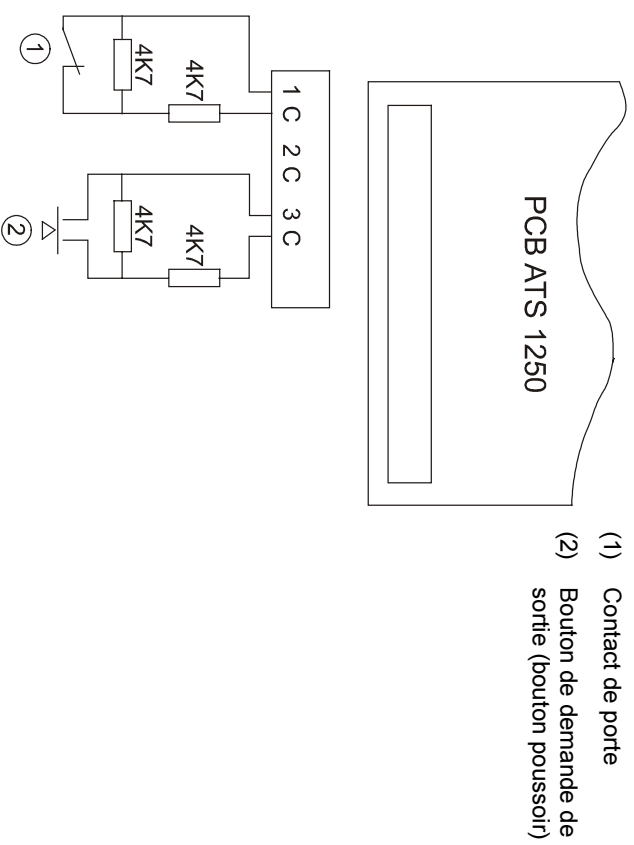 PCB ATS 1250
1 C 2 C 3 C
4K7
4K7
4K7
4K7
1
2
(1) Contact de porte
(2) Bouton de demande de
sortie (bouton poussoir)